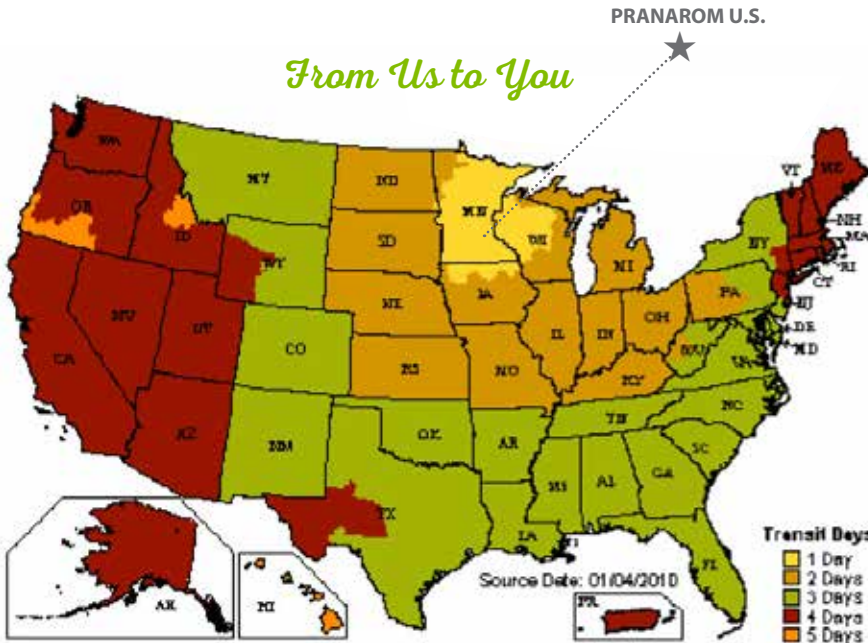 PRANAROM U.S.
From Us to You
WA
MT
ND
MN
VT
ME
OR
ID
SD
WI
NH
MA
WY
NY
MI
RI
CT
IA
PA
NJ
NE
NV
UT
CO
IL
IN
OH
DE
MD
WV
VA
CA
KS
MO
KY
NC
TN
AZ
NM
OK
AR
SC
AL
GA
TX
LA
FL
AK
Transit Days
1 Day
2 Days
3 Days
4 Days
5 Days
Source Date: 01/04/2010
PR